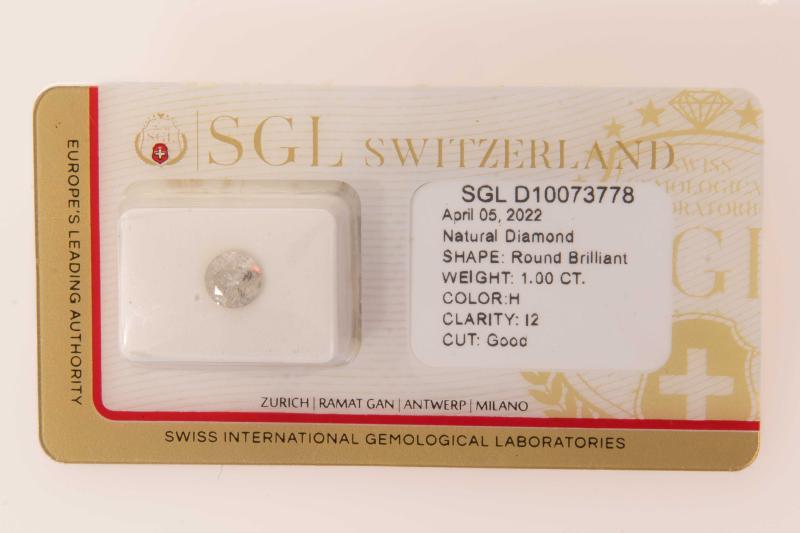 SGL
SGL SWITZERLAND
EUROPE'S LEADING AUTHORITY
SGL D10073778
April 05, 2022
Natural Diamond
SHAPE: Round Brilliant
WEIGHT: 1.00 CT.
COLOR:H
CLARITY: I2
CUT: Good
SWISS
ZURICH | RAMAT GAN | ANTWERP | MILANO
SWISS INTERNATIONAL GEMOLOGICAL LABORATORIES